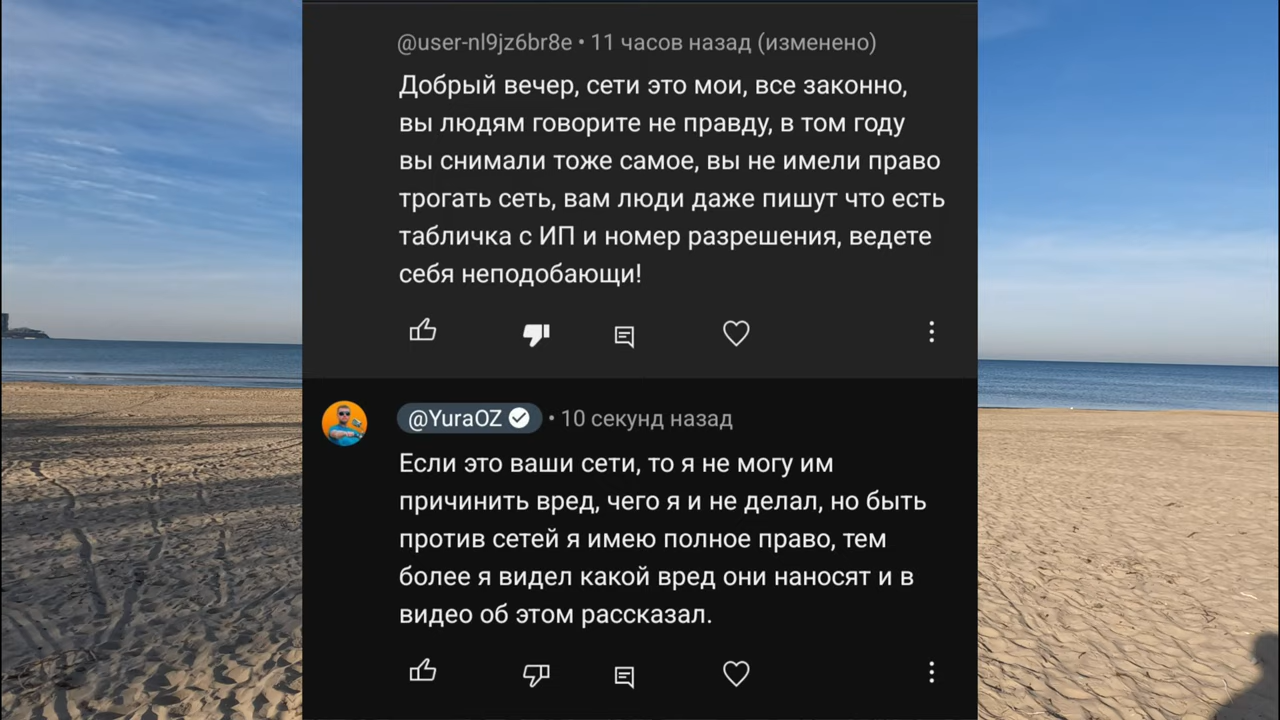 @user-nl9jz6br8e • 11 часов назад (изменено)
Добрый вечер, сети это мои, все законно,
вы людям говорите не правду, в том году
вы снимали тоже самое, вы не имели право
трогать сеть, вам люди даже пишут что есть
табличка с ИП и номер разрешения, ведете
себя неподобающи!
@YuraOZ • 10 секунд назад
Если это ваши сети, то я не могу им
причинить вред, чего я и не делал, но быть
против сетей я имею полное право, тем
более я видел какой вред они наносят и в
видео об этом рассказал.